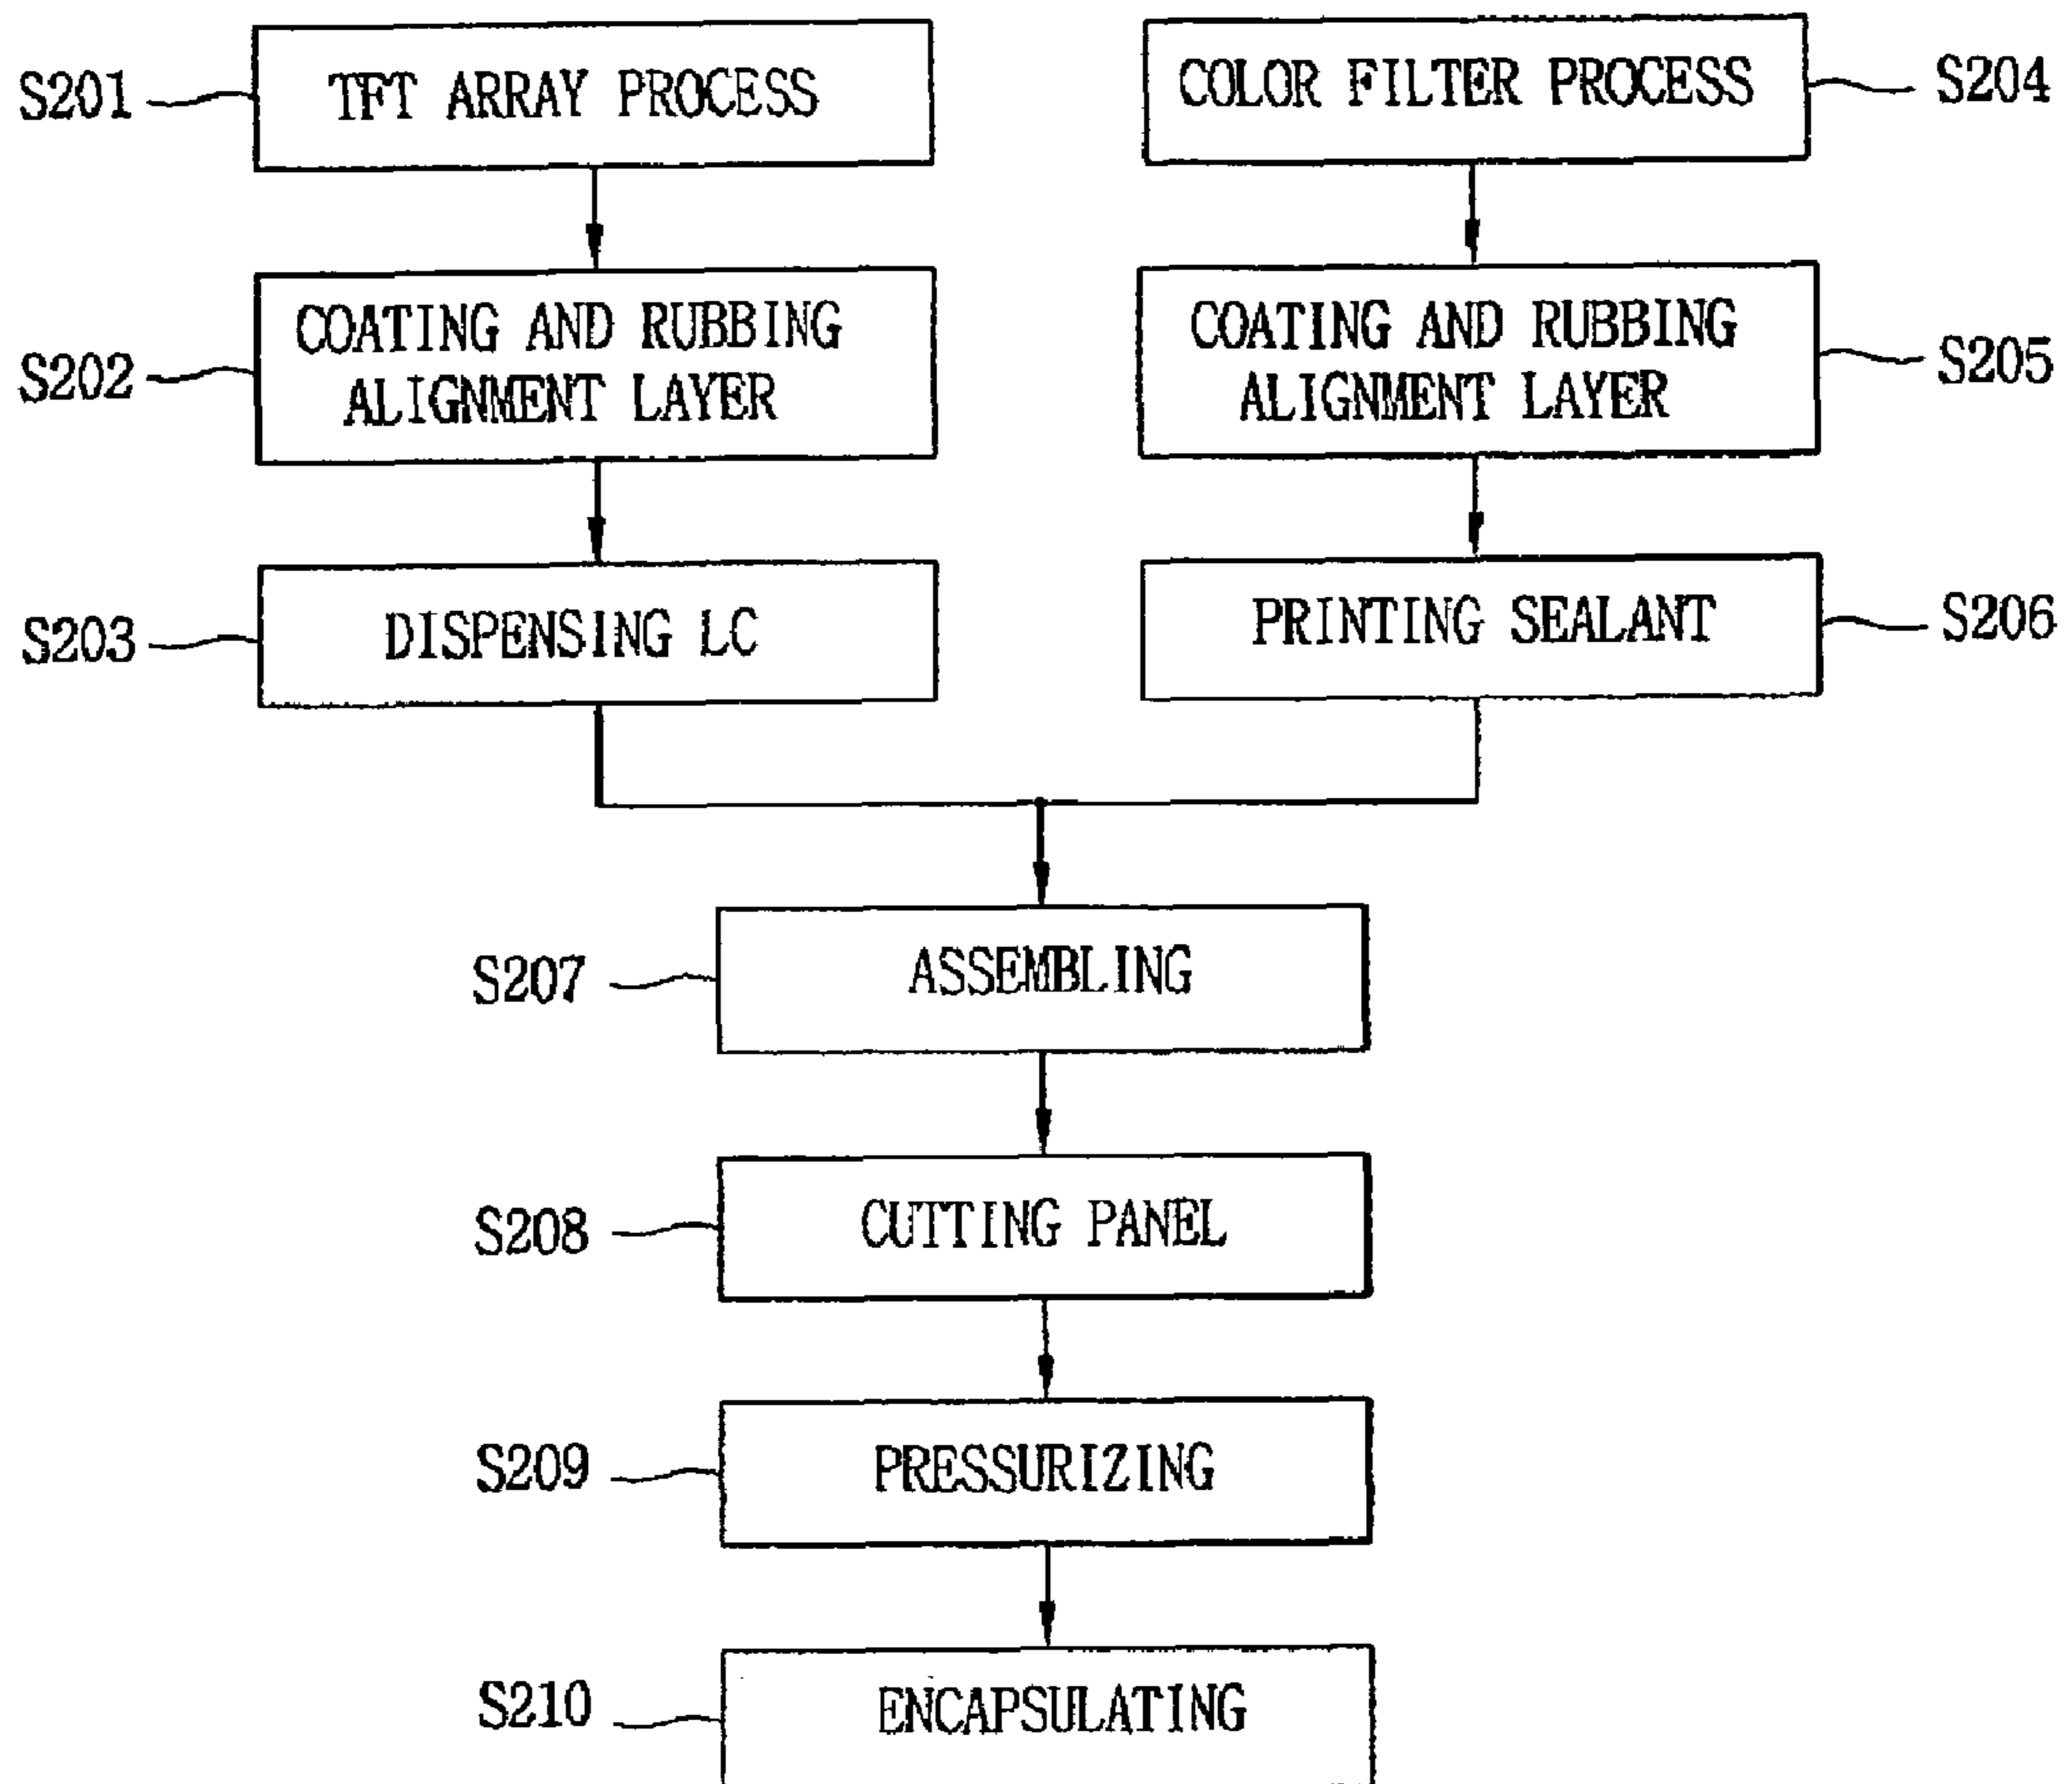 S201
TFT ARRAY PROCESS
COLOR FILTER PROCESS
S204
S202
COATING AND RUBBING
ALIGNMENT LAYER
COATING AND RUBBING
ALIGNMENT LAYER
S205
S203
DISPENSING LC
PRINTING SEALANT
S206
S207
ASSEMBLING
S208
CUTTING PANEL
S209
PRESSURIZING
S210
ENCAPSULATING